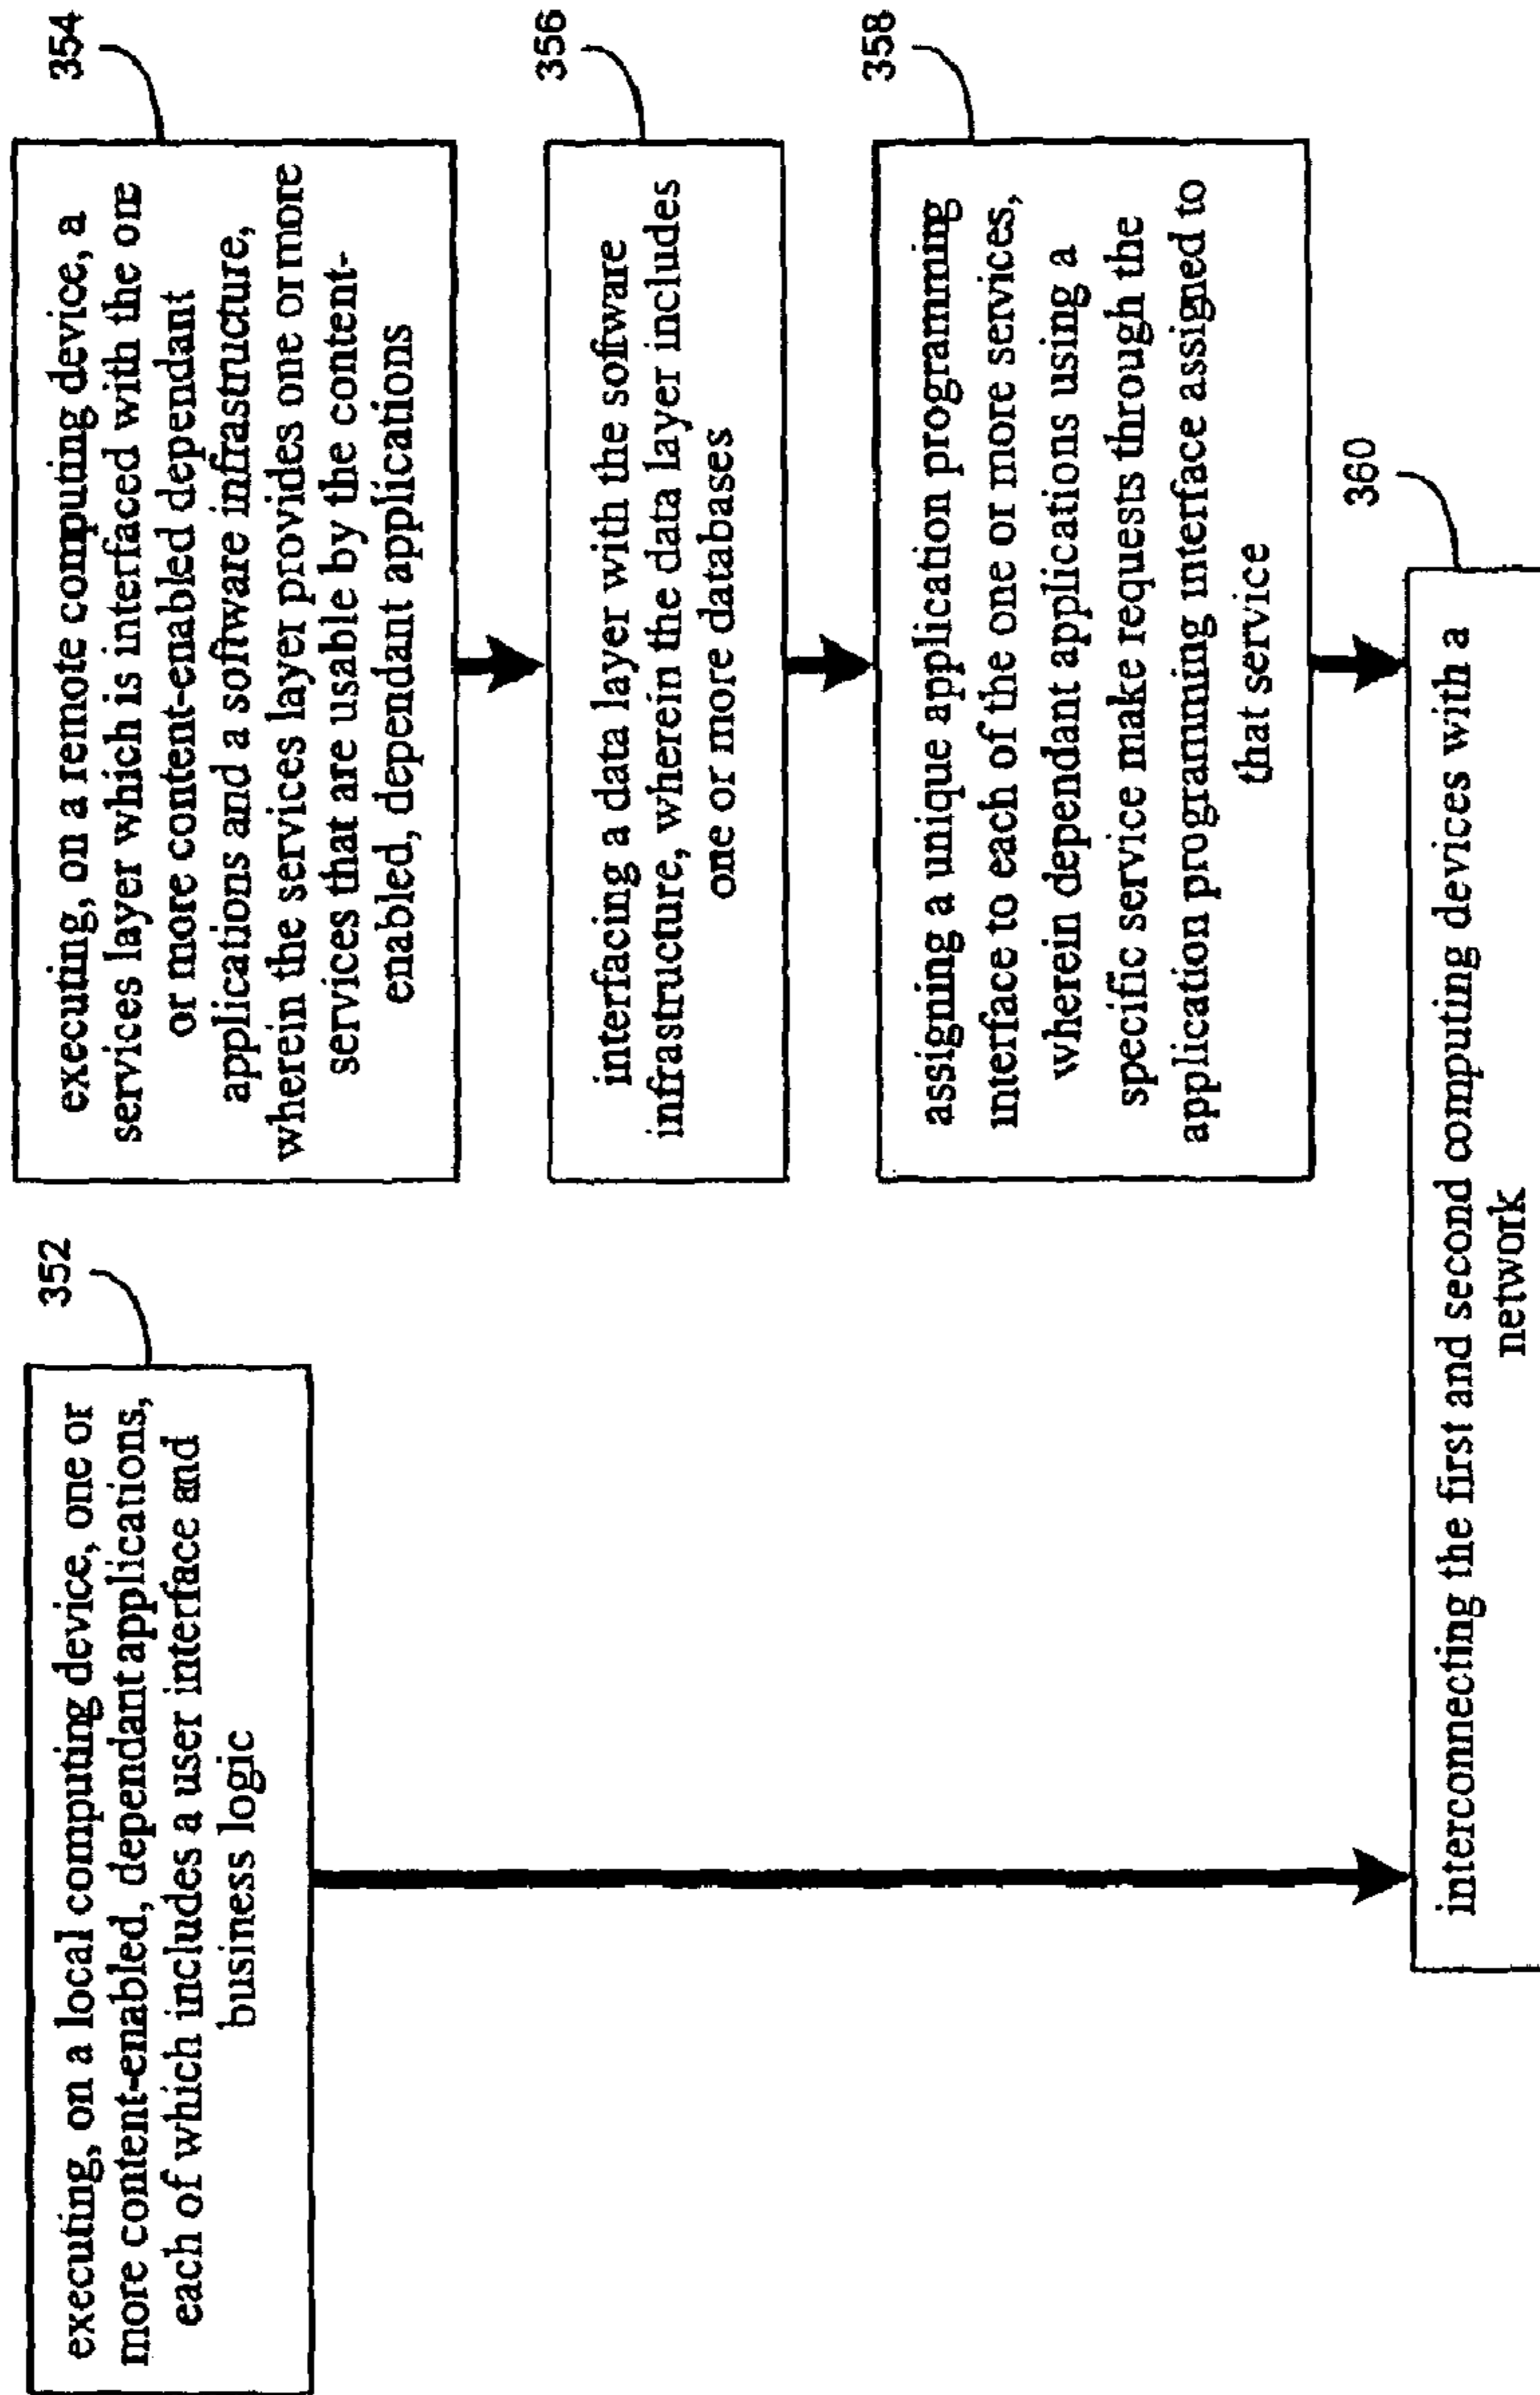 352
executing, on a local computing device, one or
more content-enabled, dependant applications,
each of which includes a user interface and
business logic
354
executing, on a remote computing device, a
services layer which is interfaced with the one
or more content-enabled dependant
applications and a software infrastructure,
wherein the services layer provides one or more
services that are usable by the content-
enabled, dependant applications
356
interfacing a data layer with the software
infrastructure, wherein the data layer includes
one or more databases
358
assigning a unique application programming
interface to each of the one or more services,
wherein dependant applications using a
specific service make requests through the
application programming interface assigned to
that service
360
interconnecting the first and second computing devices with a
network